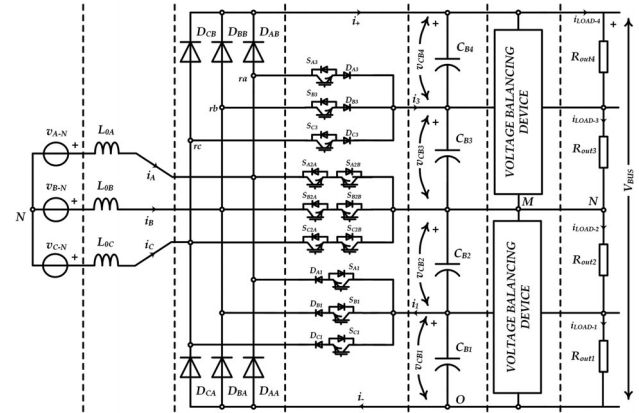 i+
iLOAD-4
DCB DBB DAB
vCB4
CB4
Rout4
SA3 DA3
ra
SB3 DB3
rb
i3
SC3 DC3
rc
VOLTAGE BALANCING DEVICE
iLOAD-3
vA-N L0A
iA
SA2A SA2B
vCB3
CB3
Rout3
VBUS
vB-N L0B
N
iB
SB2A SB2B
M N
vC-N L0C
iC
SC2A SC2B
iLOAD-2
vCB2
CB2
Rout2
DA1 SA1
DB1 SB1
i1
DC1 SC1
VOLTAGE BALANCING DEVICE
iLOAD-1
vCB1
CB1
Rout1
DCA DBA DAA
i-
O